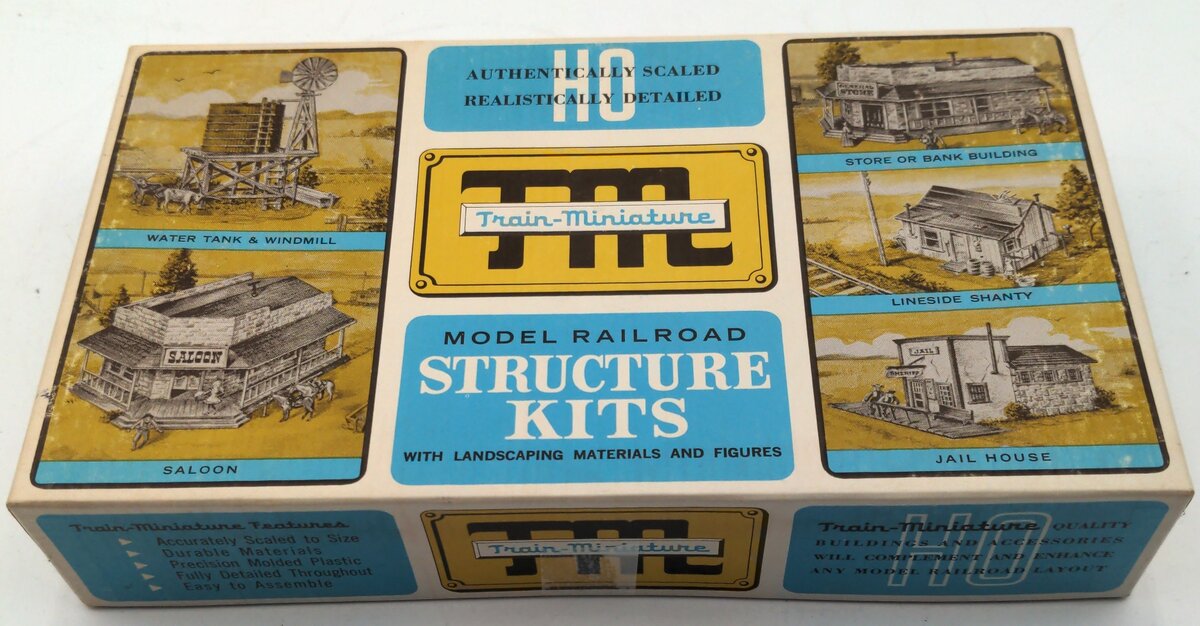 WATER TANK & WINDMILL
SALOON
SALOON
HO
AUTHENTICALLY SCALED
REALISTICALLY DETAILED
TM
Train-Miniature
MODEL RAILROAD
STRUCTURE
KITS
WITH LANDSCAPING MATERIALS AND FIGURES
GENERAL
STORE
STORE OR BANK BUILDING
LINESIDE SHANTY
JAIL
SHERIFF
JAIL HOUSE
Train-Miniature Features
Accurately Scaled to Size
Durable Materials
Precision Molded Plastic
Fully Detailed Throughout
Easy to Assemble
TM
Train-Miniature
HO
Train-Miniature QUALITY
BUILDINGS AND ACCESSORIES
WILL COMPLEMENT AND ENHANCE
ANY MODEL RAILROAD LAYOUT